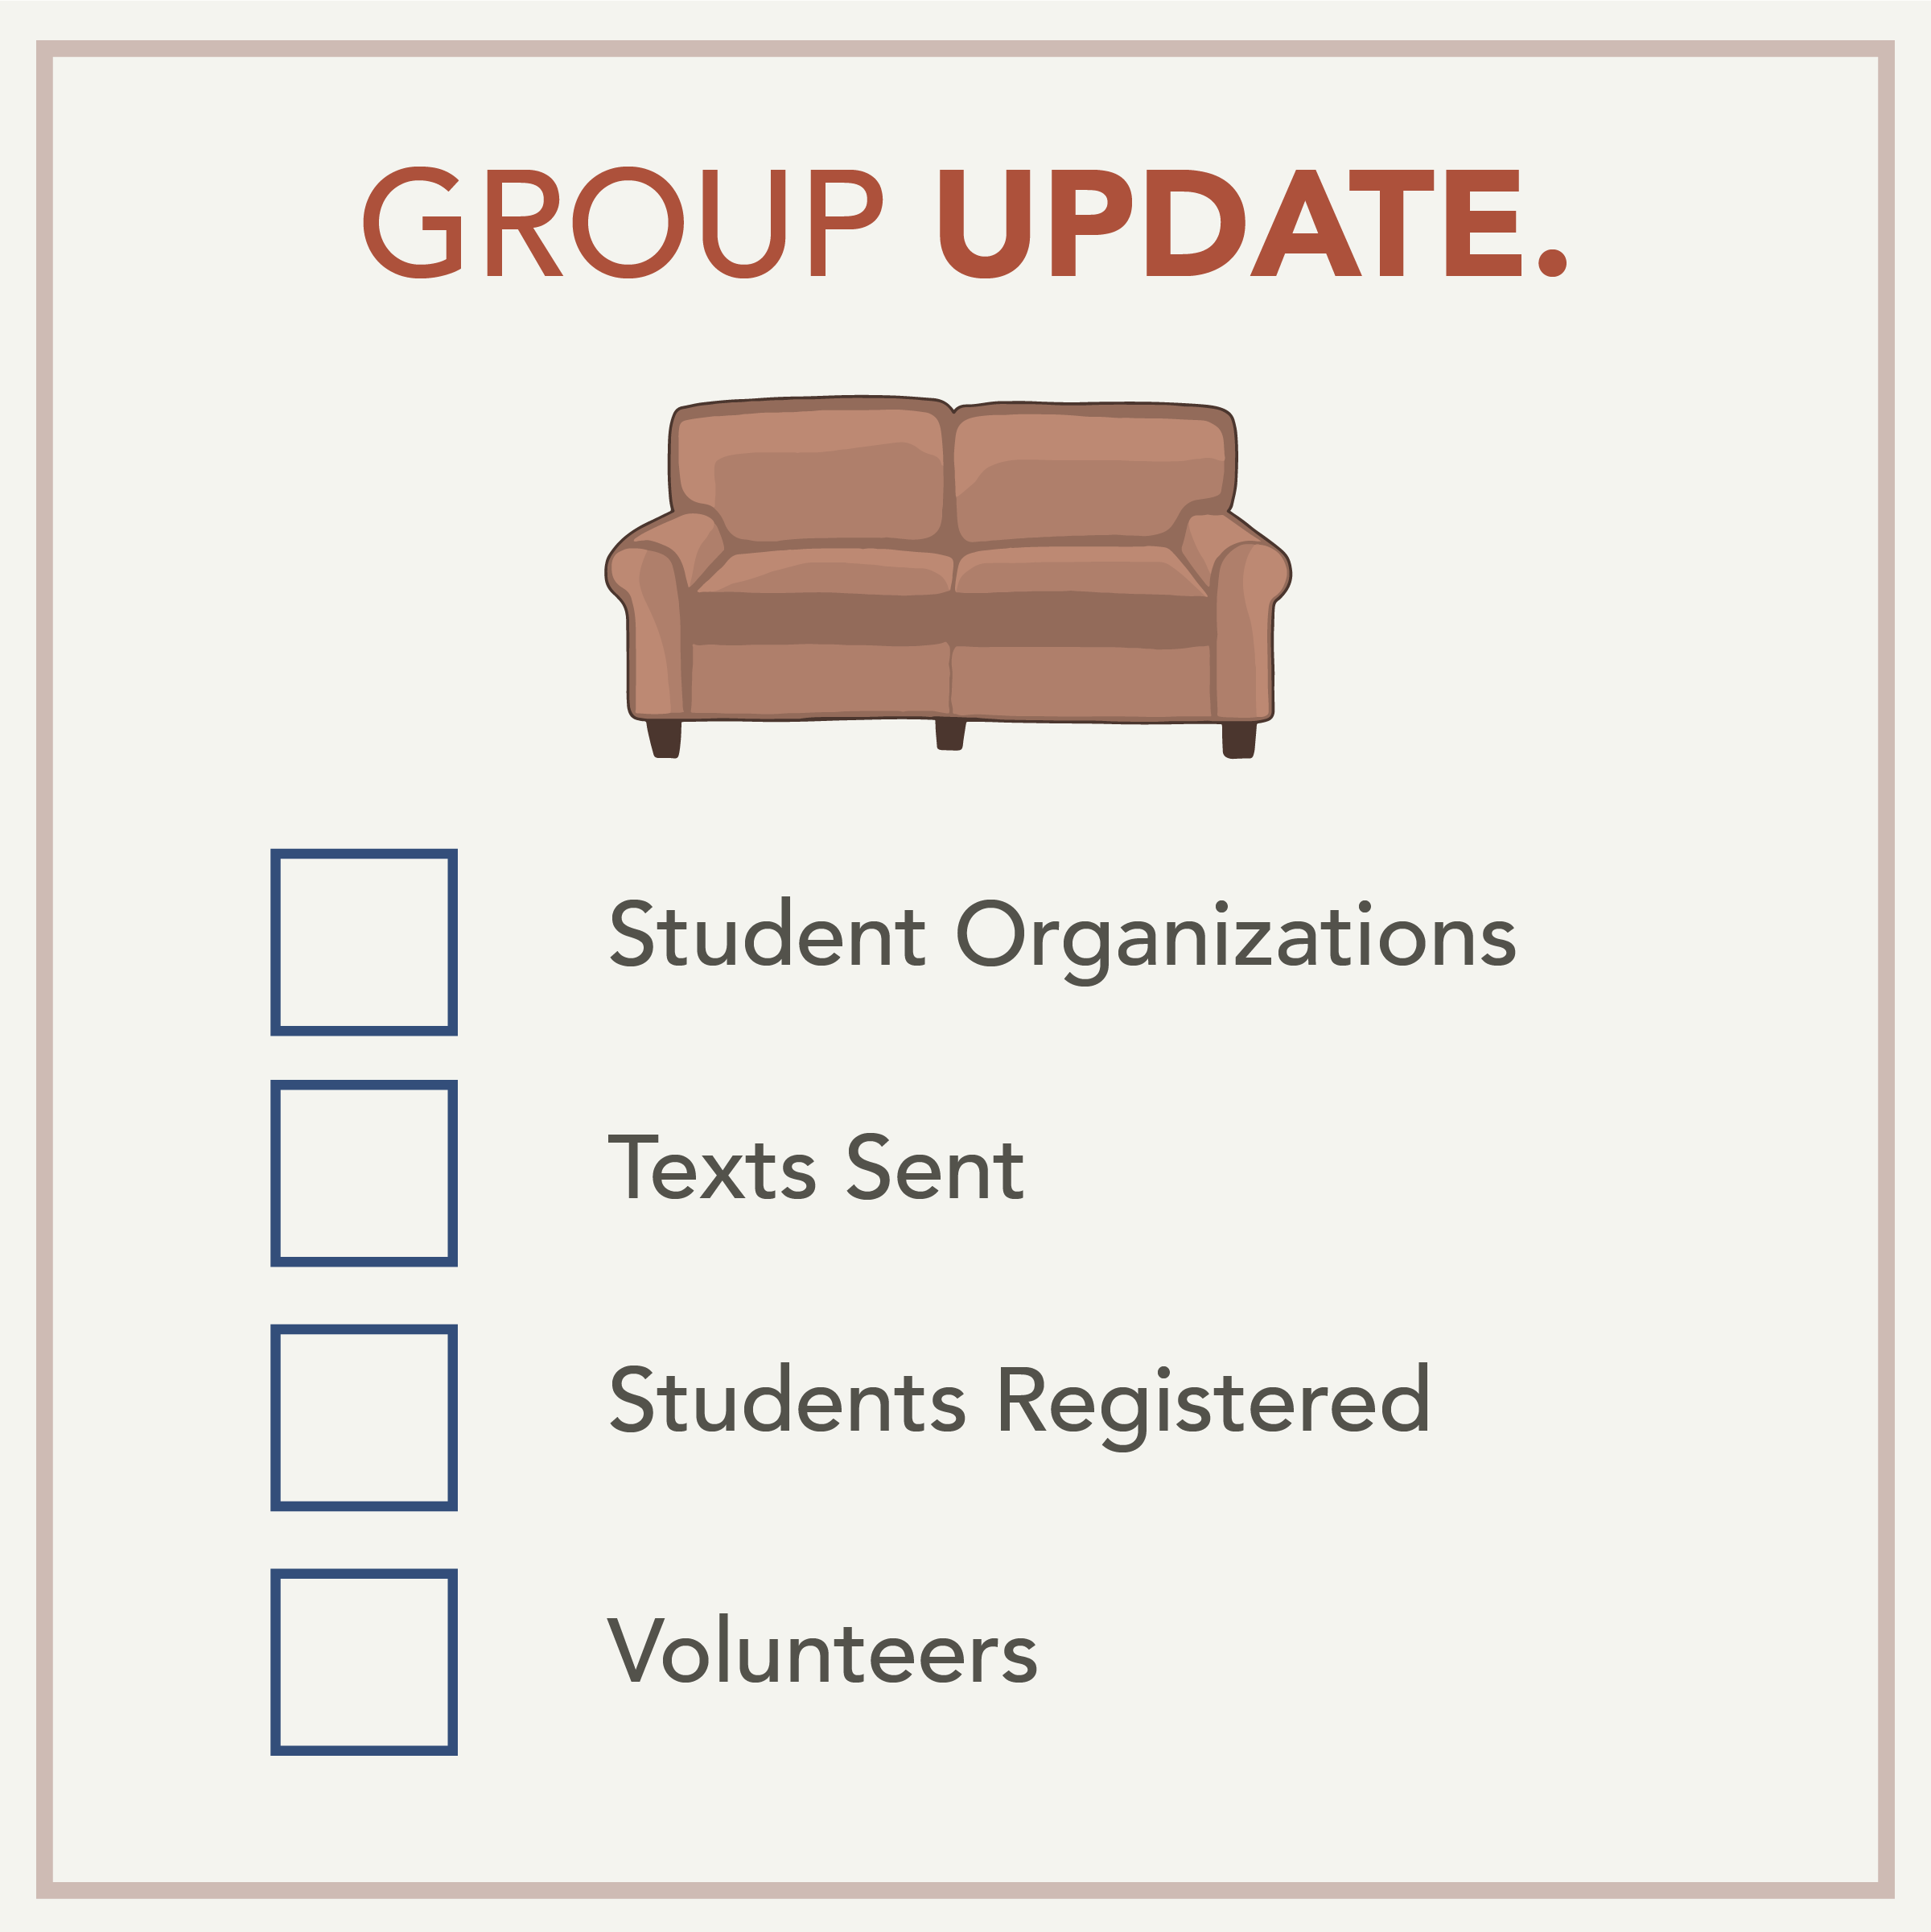 GROUP UPDATE.
Student Organizations
Texts Sent
Students Registered
Volunteers